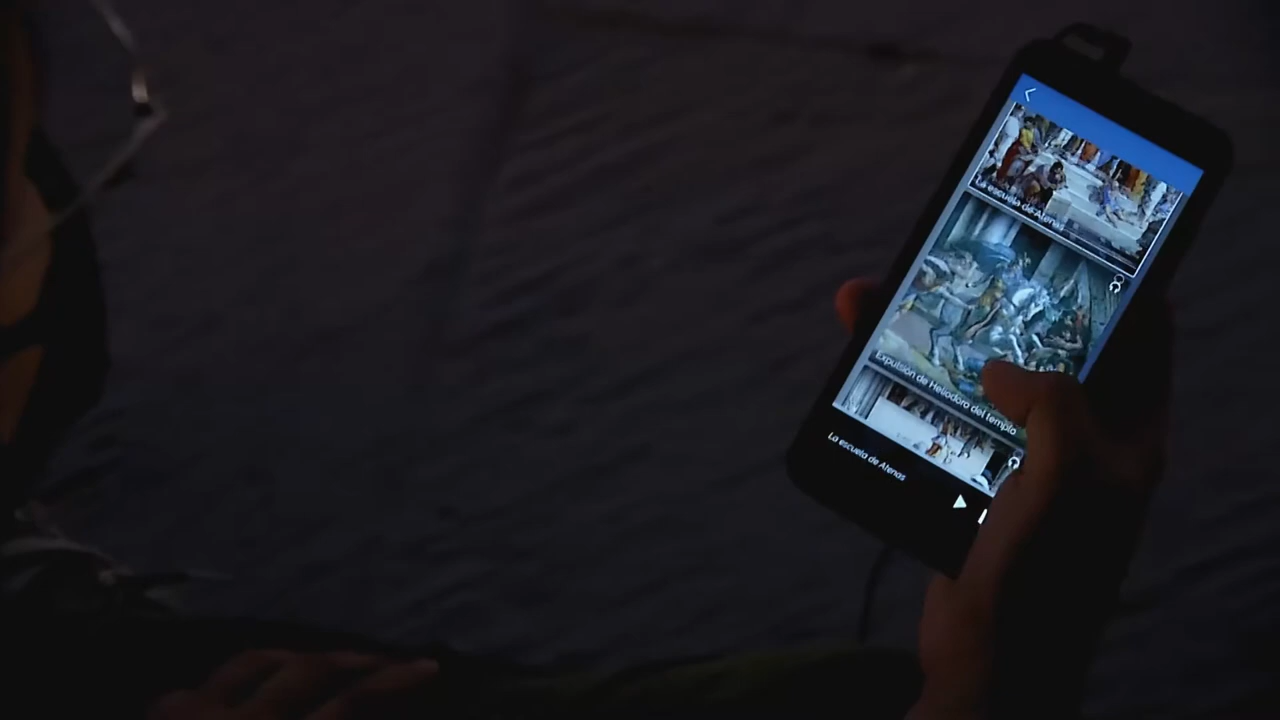 La escuela de Atenas
Expulsión de Heliodoro del templo
La escuela de Atenas